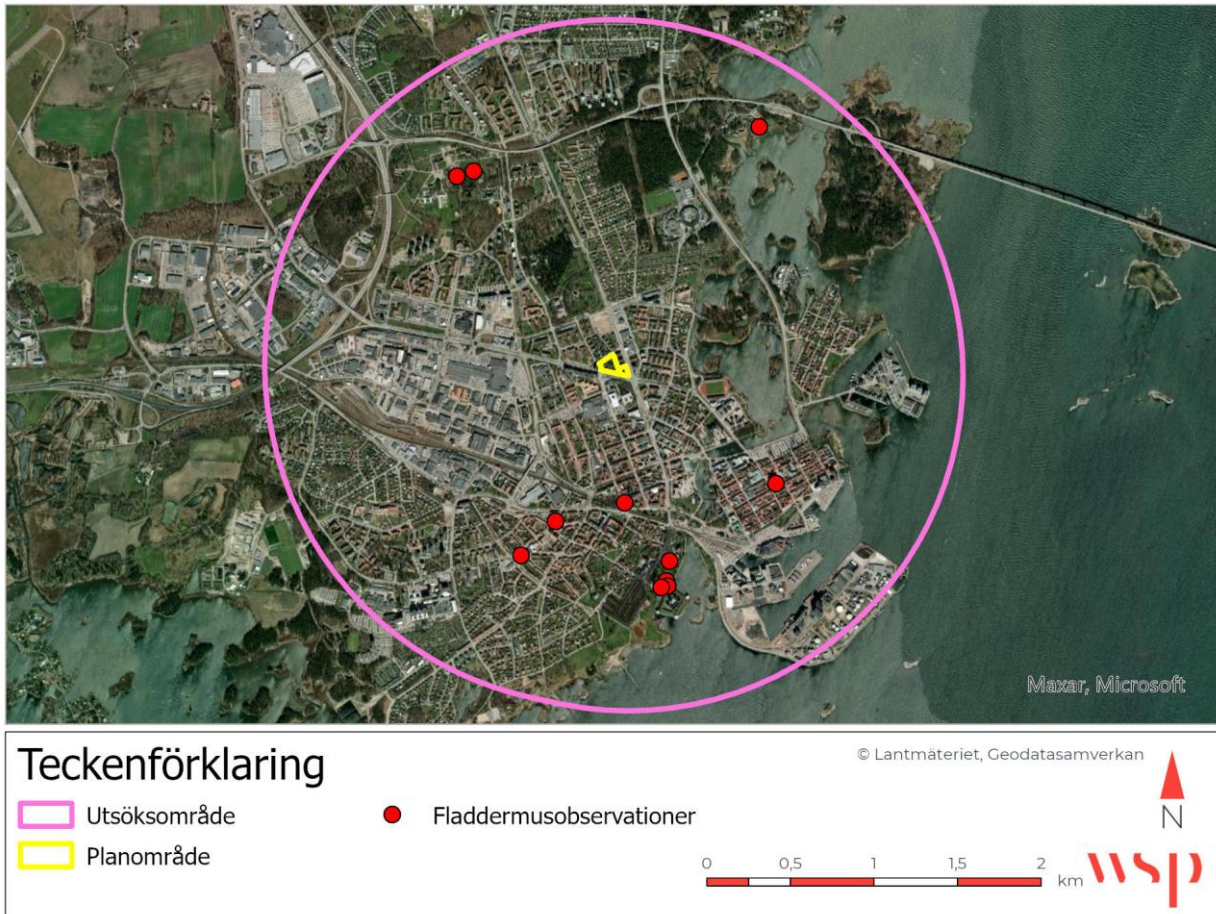 Maxar, Microsoft
Teckenförklaring
© Lantmäteriet, Geodatasamverkan
Utsöksområde
Fladdermusobservationer
Planområde
N
0 0,5 1 1,5 2
km
wsp